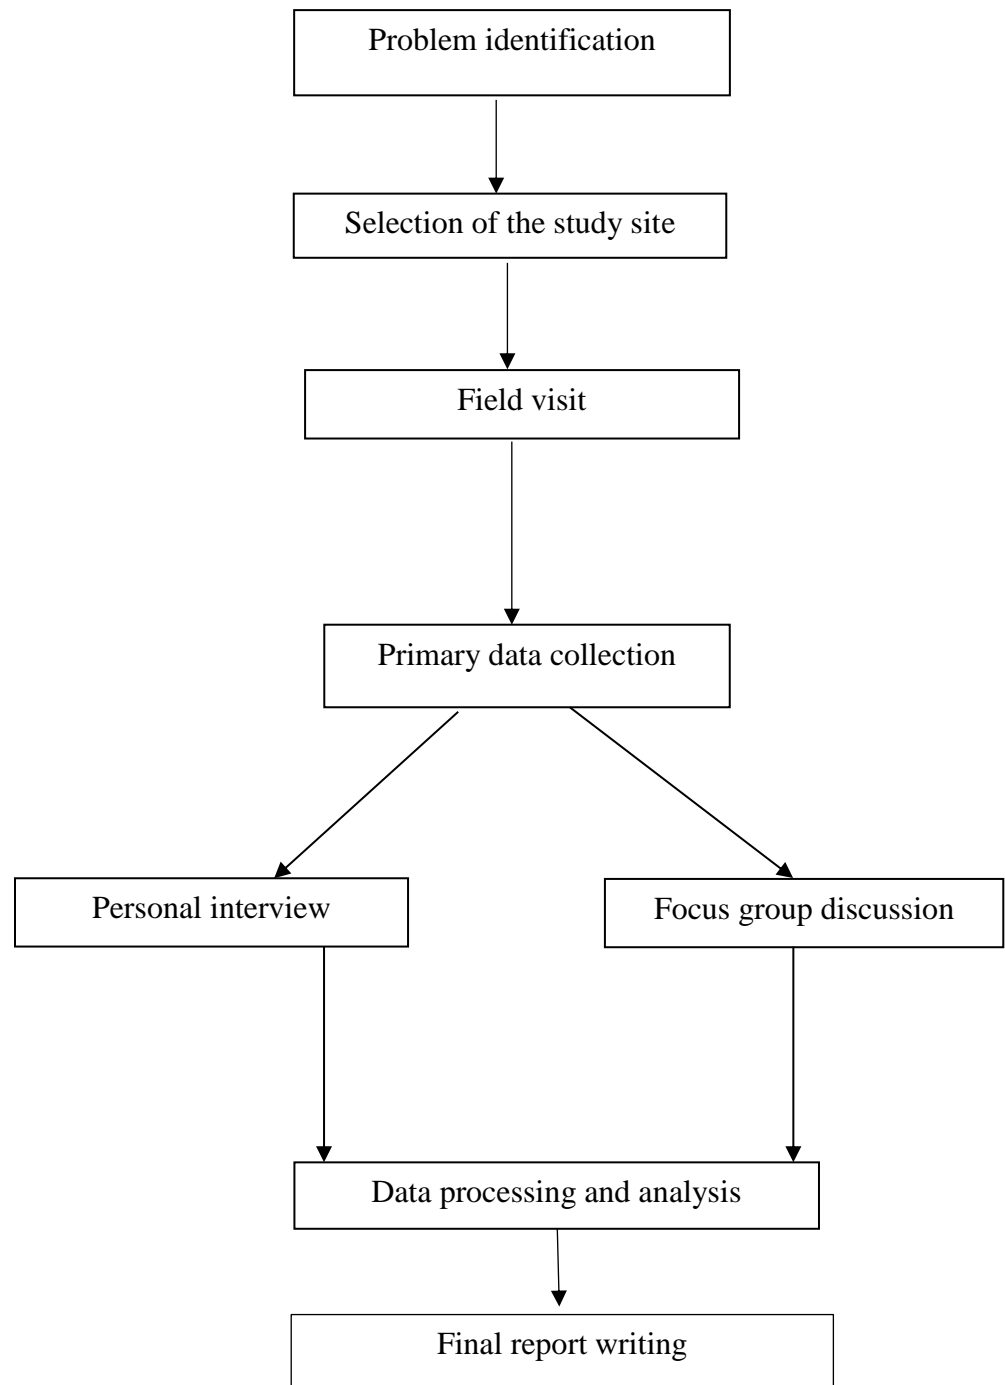 Problem identification
Selection of the study site
Field visit
Primary data collection
Personal interview
Focus group discussion
Data processing and analysis
Final report writing